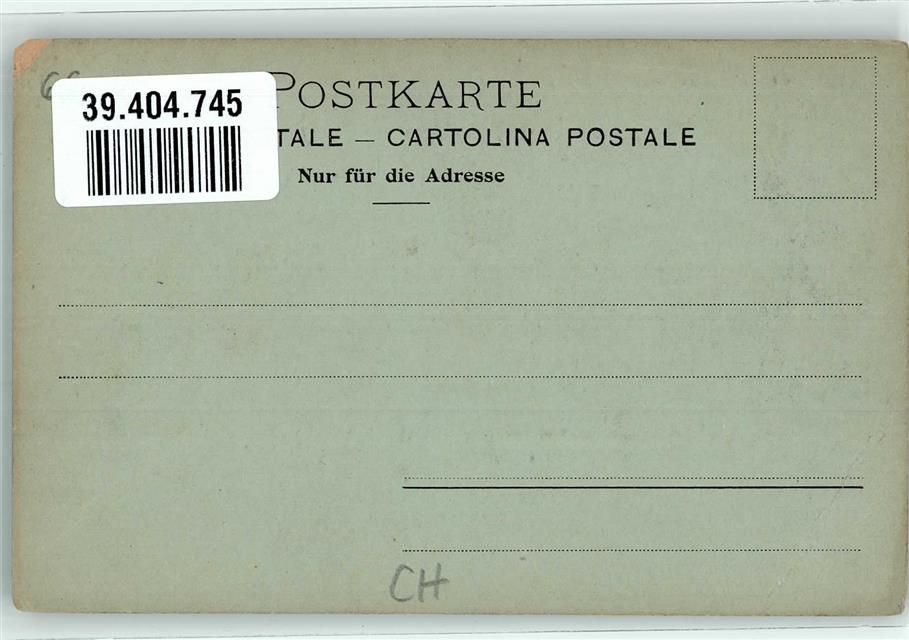 39.404.745
POSTKARTE
TALE — CARTOLINA POSTALE
Nur für die Adresse
CH